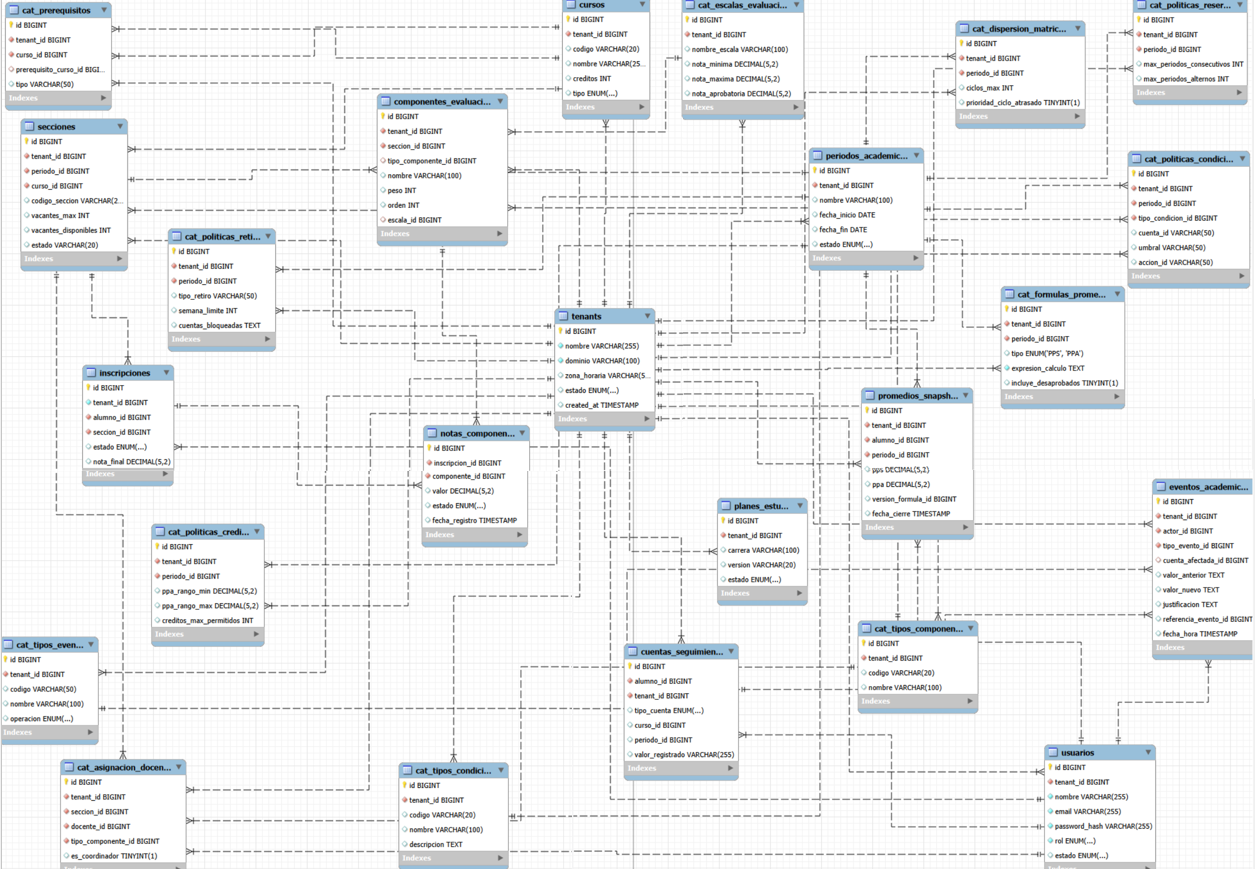 cat_prerequisitos
id BIGINT
tenant_id BIGINT
curso_id BIGINT
prerequisito_curso_id BIGI...
tipo VARCHAR(50)
Indexes
cursos
id BIGINT
tenant_id BIGINT
codigo VARCHAR(20)
nombre VARCHAR(25...
creditos INT
tipo ENUM(...)
Indexes
cat_escalas_evaluaci...
id BIGINT
tenant_id BIGINT
nombre_escala VARCHAR(100)
nota_minima DECIMAL(5,2)
nota_maxima DECIMAL(5,2)
nota_aprobatoria DECIMAL(5,2)
Indexes
cat_dispersion_matric...
id BIGINT
tenant_id BIGINT
periodo_id BIGINT
ciclos_max INT
prioridad_ciclo_atrasado TINYINT(1)
Indexes
cat_politicas_reser...
id BIGINT
tenant_id BIGINT
periodo_id BIGINT
max_periodos_consecutivos INT
max_periodos_alternos INT
Indexes
secciones
id BIGINT
tenant_id BIGINT
periodo_id BIGINT
curso_id BIGINT
codigo_seccion VARCHAR(2...
vacantes_max INT
vacantes_disponibles INT
estado VARCHAR(20)
Indexes
componentes_evaluaci...
id BIGINT
tenant_id BIGINT
seccion_id BIGINT
tipo_componente_id BIGINT
nombre VARCHAR(100)
peso INT
orden INT
escala_id BIGINT
Indexes
periodos_academic...
id BIGINT
tenant_id BIGINT
nombre VARCHAR(100)
fecha_inicio DATE
fecha_fin DATE
estado ENUM(...)
Indexes
cat_politicas_condici...
id BIGINT
tenant_id BIGINT
periodo_id BIGINT
tipo_condicion_id BIGINT
cuenta_id VARCHAR(50)
umbral VARCHAR(50)
accion_id VARCHAR(50)
Indexes
cat_politicas_reti...
id BIGINT
tenant_id BIGINT
periodo_id BIGINT
tipo_retiro VARCHAR(50)
semana_limite INT
cuentas_bloqueadas TEXT
Indexes
tenants
id BIGINT
nombre VARCHAR(255)
dominio VARCHAR(100)
zona_horaria VARCHAR(5...
estado ENUM(...)
created_at TIMESTAMP
Indexes
cat_formulas_prome...
id BIGINT
tenant_id BIGINT
periodo_id BIGINT
tipo ENUM('PPS', 'PPA')
expresion_calculo TEXT
incluye_desaprobados TINYINT(1)
Indexes
inscripciones
id BIGINT
tenant_id BIGINT
alumno_id BIGINT
seccion_id BIGINT
estado ENUM(...)
nota_final DECIMAL(5,2)
Indexes
notas_componen...
id BIGINT
inscripcion_id BIGINT
componente_id BIGINT
valor DECIMAL(5,2)
estado ENUM(...)
fecha_registro TIMESTAMP
Indexes
promedios_snapsh...
id BIGINT
tenant_id BIGINT
alumno_id BIGINT
periodo_id BIGINT
pps DECIMAL(5,2)
ppa DECIMAL(5,2)
version_formula_id BIGINT
fecha_cierre TIMESTAMP
Indexes
eventos_academic...
id BIGINT
tenant_id BIGINT
actor_id BIGINT
tipo_evento_id BIGINT
cuenta_afectada_id BIGINT
valor_anterior TEXT
valor_nuevo TEXT
justificacion TEXT
referencia_evento_id BIGINT
fecha_hora TIMESTAMP
Indexes
planes_estu...
id BIGINT
tenant_id BIGINT
carrera VARCHAR(100)
version VARCHAR(20)
estado ENUM(...)
Indexes
cat_politicas_credi...
id BIGINT
tenant_id BIGINT
periodo_id BIGINT
ppa_rango_min DECIMAL(5,2)
ppa_rango_max DECIMAL(5,2)
creditos_max_permitidos INT
Indexes
cat_tipos_even...
id BIGINT
tenant_id BIGINT
codigo VARCHAR(50)
nombre VARCHAR(100)
operacion ENUM(...)
Indexes
cuentas_seguimien...
id BIGINT
alumno_id BIGINT
tenant_id BIGINT
tipo_cuenta ENUM(...)
curso_id BIGINT
periodo_id BIGINT
valor_registrado VARCHAR(255)
Indexes
cat_tipos_componen...
id BIGINT
tenant_id BIGINT
codigo VARCHAR(20)
nombre VARCHAR(100)
Indexes
cat_asignacion_docen...
id BIGINT
tenant_id BIGINT
seccion_id BIGINT
docente_id BIGINT
tipo_componente_id BIGINT
es_coordinador TINYINT(1)
cat_tipos_condici...
id BIGINT
tenant_id BIGINT
codigo VARCHAR(20)
nombre VARCHAR(100)
descripcion TEXT
Indexes
usuarios
id BIGINT
tenant_id BIGINT
nombre VARCHAR(255)
email VARCHAR(255)
password_hash VARCHAR(255)
rol ENUM(...)
estado ENUM(...)